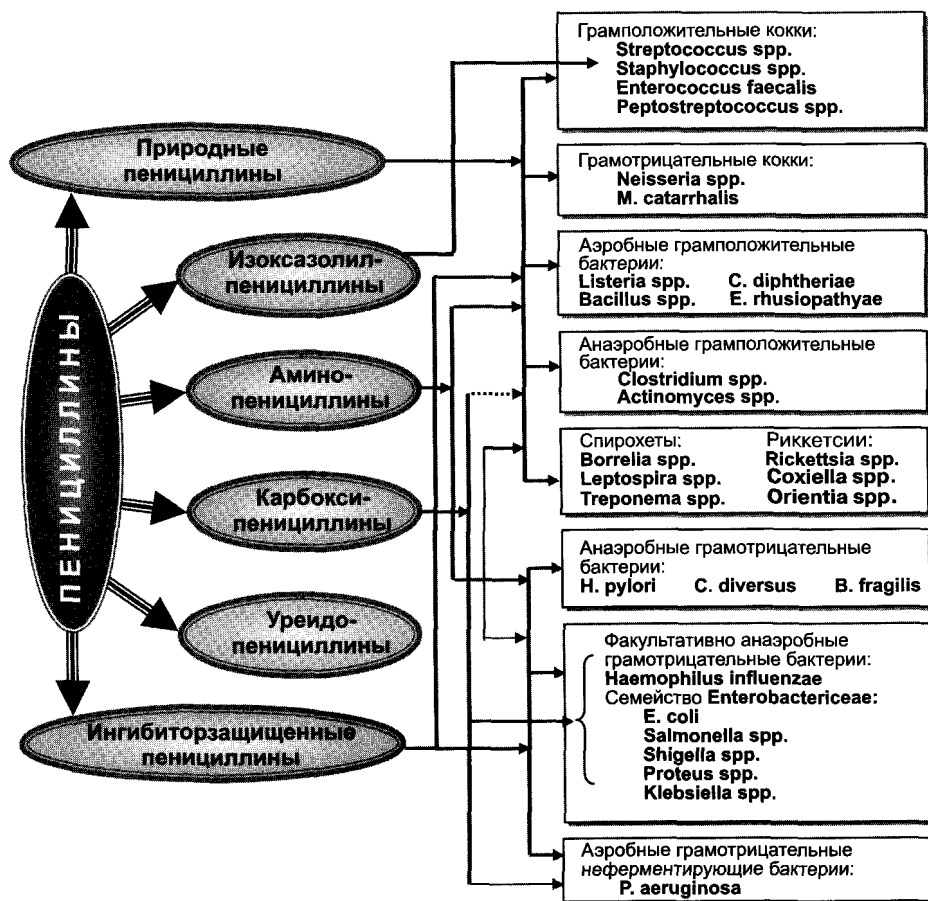 ПЕНИЦИЛЛИНЫ
Природные
пенициллины
Изоксазолил-
пенициллины
Амино-
пенициллины
Карбокси-
пенициллины
Уреидо-
пенициллины
Ингибиторзащищенные
пенициллины
Грамположительные кокки:
Streptococcus spp.
Staphylococcus spp.
Enterococcus faecalis
Peptostreptococcus spp.
Грамотрицательные кокки:
Neisseria spp.
M. catarrhalis
Аэробные грамположительные
бактерии:
Listeria spp. C. diphtheriae
Bacillus spp. E. rhusiopathyae
Анаэробные грамположительные
бактерии:
Clostridium spp.
Actinomyces spp.
Спирохеты: Риккетсии:
Borrelia spp. Rickettsia spp.
Leptospira spp. Coxiella spp.
Treponema spp. Orientia spp.
Анаэробные грамотрицательные
бактерии:
H. pylori C. diversus B. fragilis
Факультативно анаэробные
грамотрицательные бактерии:
Haemophilus influenzae
Семейство Enterobactericeae:
E. coli
Salmonella spp.
Shigella spp.
Proteus spp.
Klebsiella spp.
Аэробные грамотрицательные
неферментирующие бактерии:
P. aeruginosa